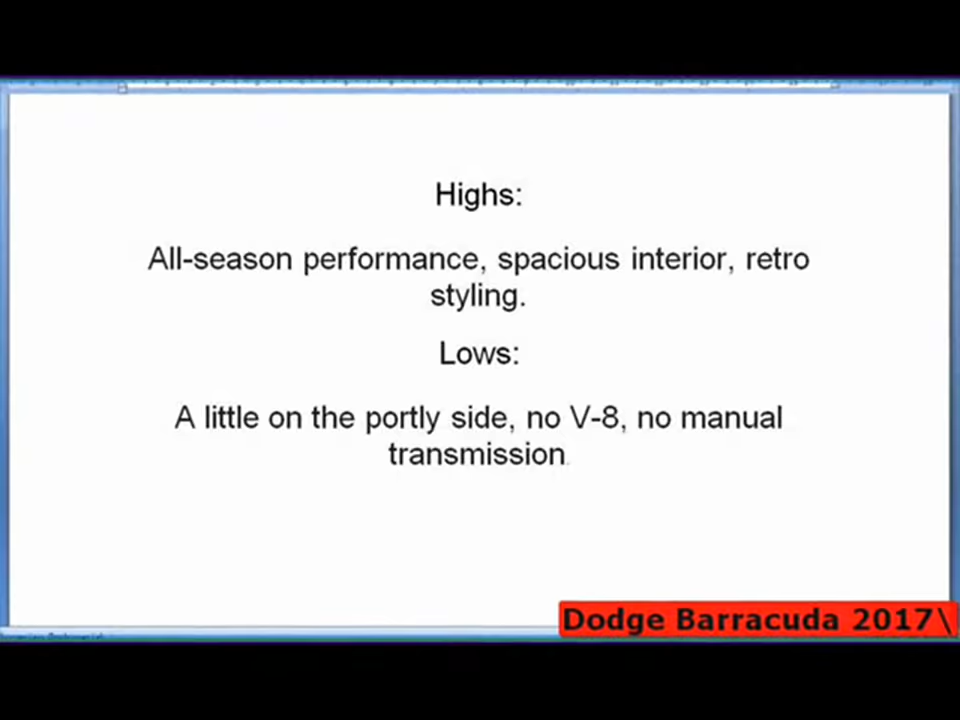 Highs:
All-season performance, spacious interior, retro
styling.
Lows:
A little on the portly side, no V-8, no manual
transmission.
Dodge Barracuda 2017\